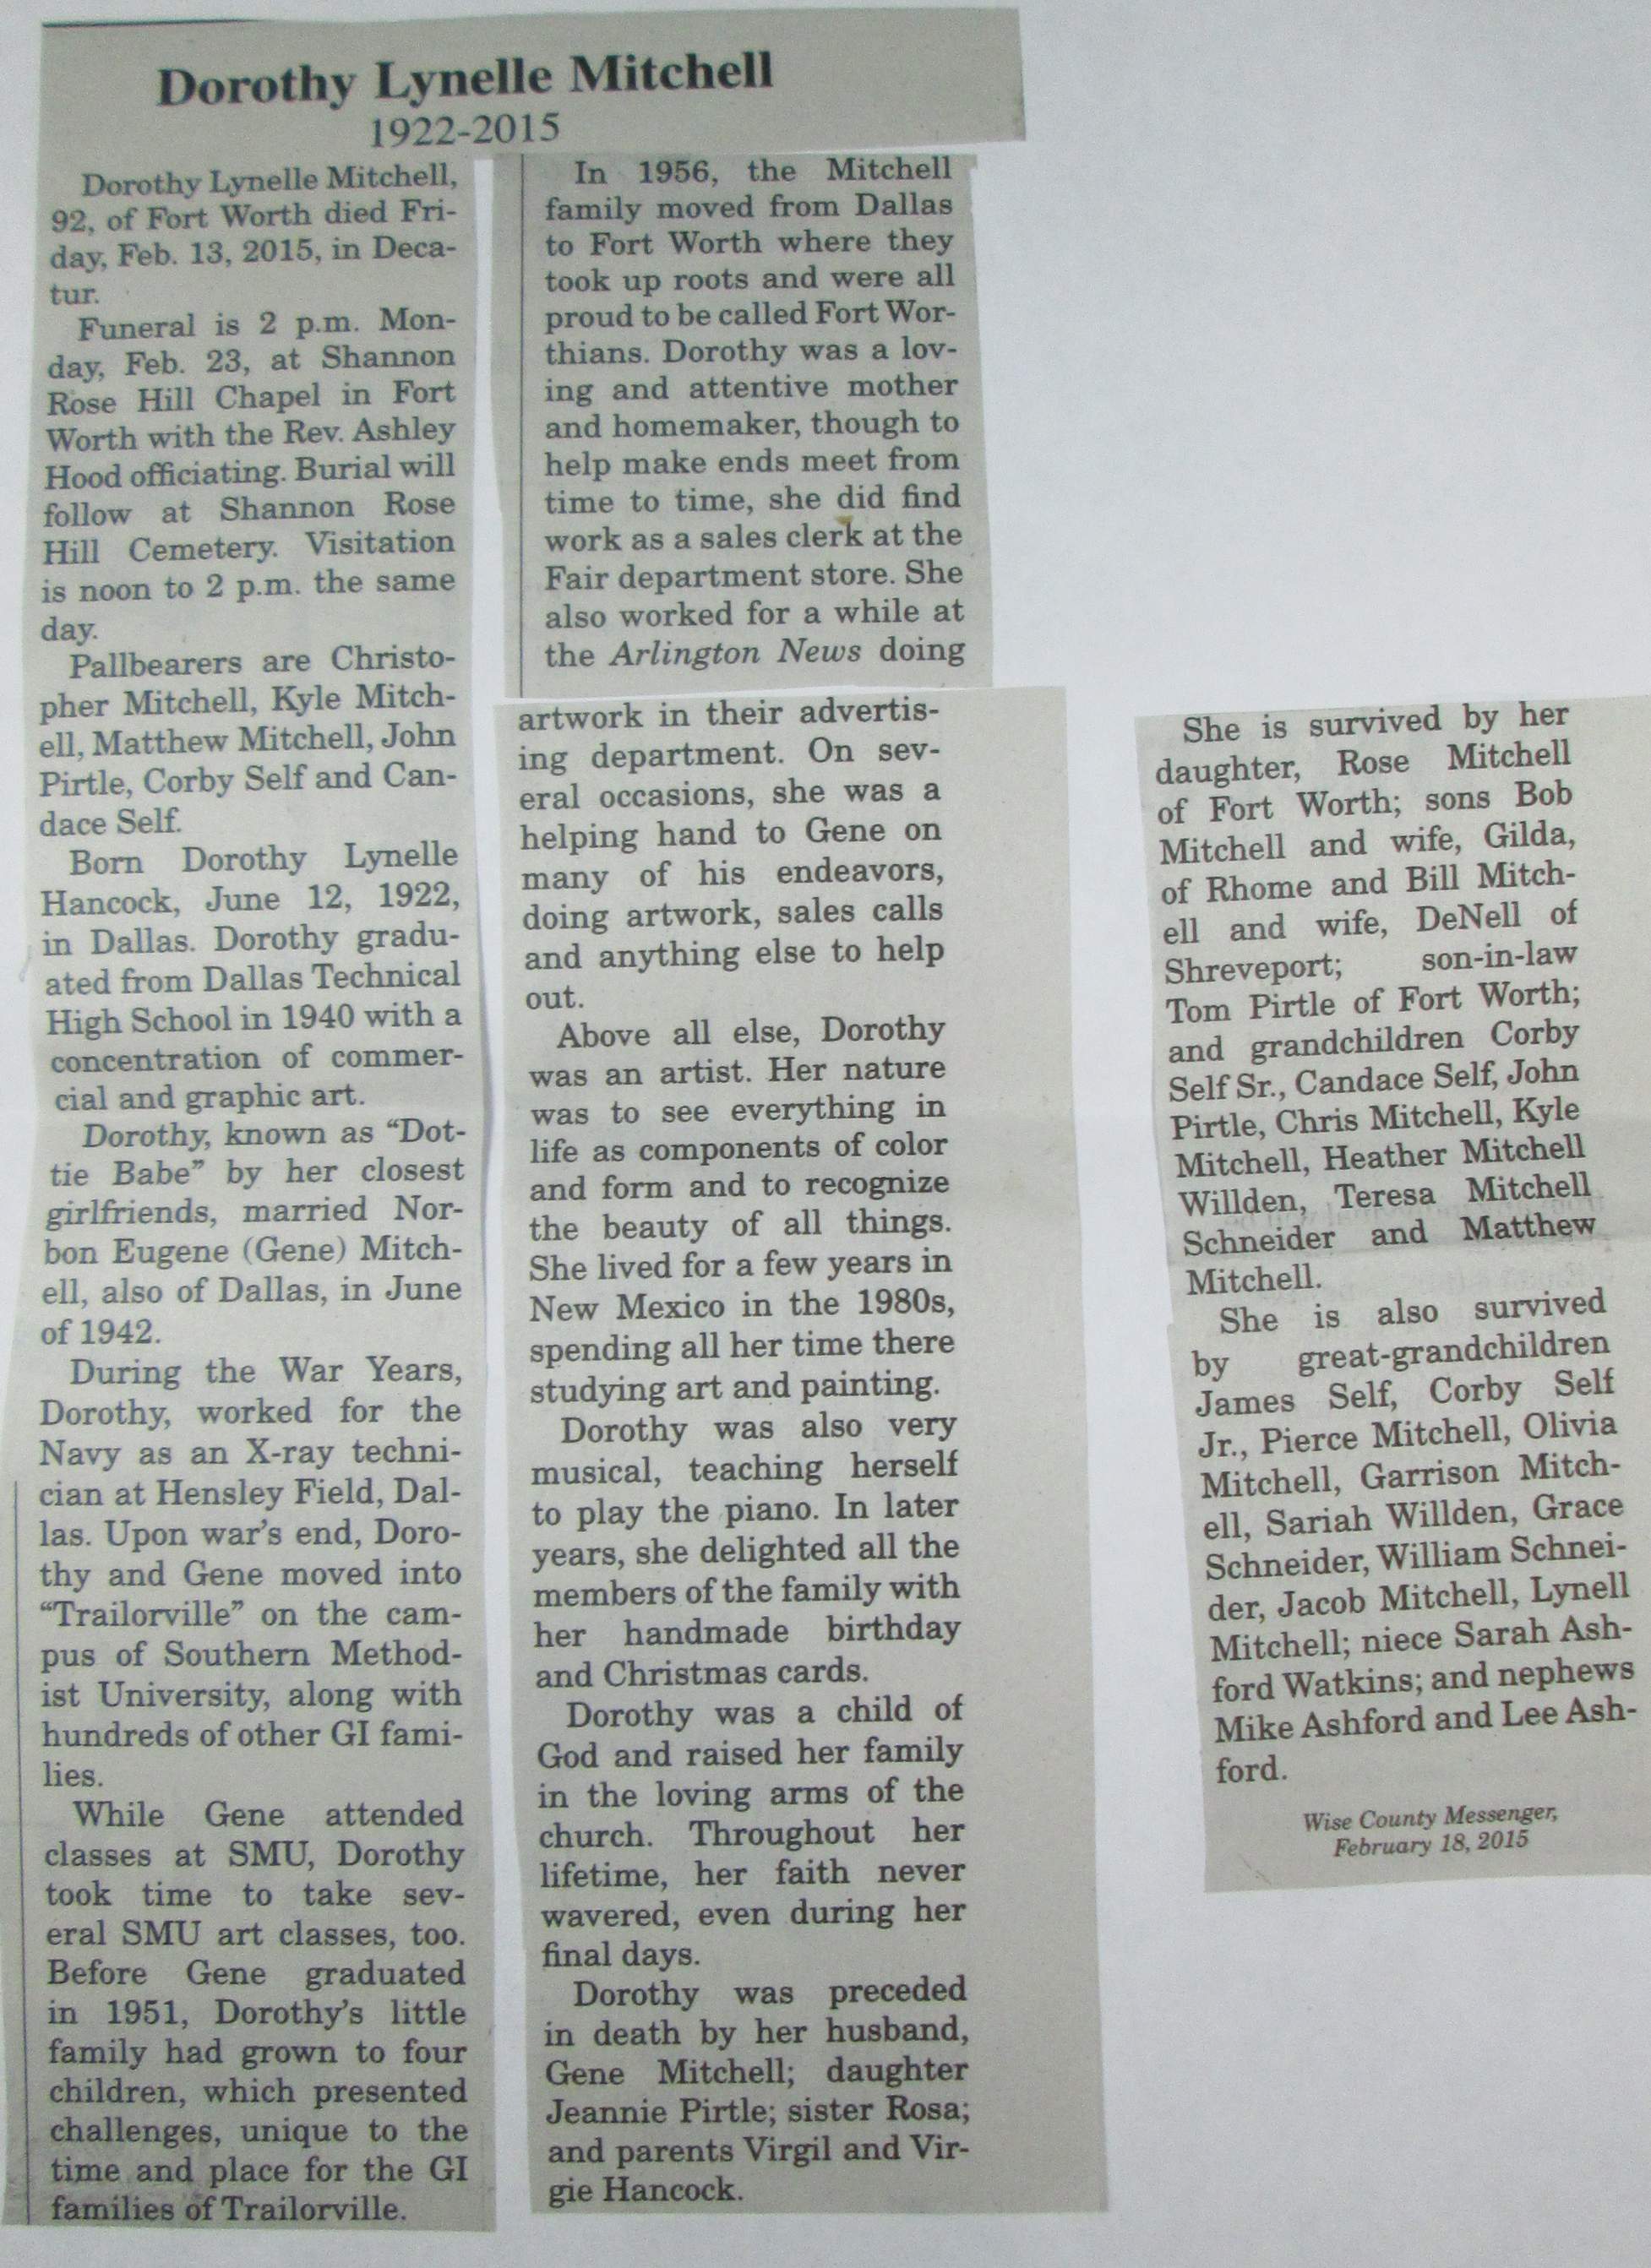 Dorothy Lynelle Mitchell
1922-2015
Dorothy Lynelle Mitchell,
92, of Fort Worth died Fri-
day, Feb. 13, 2015, in Deca-
tur.
Funeral is 2 p.m. Mon-
day, Feb. 23, at Shannon
Rose Hill Chapel in Fort
Worth with the Rev. Ashley
Hood officiating. Burial will
follow at Shannon Rose
Hill Cemetery. Visitation
is noon to 2 p.m. the same
day.
Pallbearers are Christo-
pher Mitchell, Kyle Mitch-
ell, Matthew Mitchell, John
Pirtle, Corby Self and Can-
dace Self.
Born Dorothy Lynelle
Hancock, June 12, 1922,
in Dallas. Dorothy gradu-
ated from Dallas Technical
High School in 1940 with a
concentration of commer-
cial and graphic art.
Dorothy, known as “Dot-
tie Babe” by her closest
girlfriends, married Nor-
bon Eugene (Gene) Mitch-
ell, also of Dallas, in June
of 1942.
During the War Years,
Dorothy, worked for the
Navy as an X-ray techni-
cian at Hensley Field, Dal-
las. Upon war’s end, Doro-
thy and Gene moved into
“Trailorville” on the cam-
pus of Southern Method-
ist University, along with
hundreds of other GI fami-
lies.
While Gene attended
classes at SMU, Dorothy
took time to take sev-
eral SMU art classes, too.
Before Gene graduated
in 1951, Dorothy’s little
family had grown to four
children, which presented
challenges, unique to the
time and place for the GI
families of Trailorville.
In 1956, the Mitchell
family moved from Dallas
to Fort Worth where they
took up roots and were all
proud to be called Fort Wor-
thians. Dorothy was a lov-
ing and attentive mother
and homemaker, though to
help make ends meet from
time to time, she did find
work as a sales clerk at the
Fair department store. She
also worked for a while at
the Arlington News doing
artwork in their advertis-
ing department. On sev-
eral occasions, she was a
helping hand to Gene on
many of his endeavors,
doing artwork, sales calls
and anything else to help
out.
Above all else, Dorothy
was an artist. Her nature
was to see everything in
life as components of color
and form and to recognize
the beauty of all things.
She lived for a few years in
New Mexico in the 1980s,
spending all her time there
studying art and painting.
Dorothy was also very
musical, teaching herself
to play the piano. In later
years, she delighted all the
members of the family with
her handmade birthday
and Christmas cards.
Dorothy was a child of
God and raised her family
in the loving arms of the
church. Throughout her
lifetime, her faith never
wavered, even during her
final days.
Dorothy was preceded
in death by her husband,
Gene Mitchell; daughter
Jeannie Pirtle; sister Rosa;
and parents Virgil and Vir-
gie Hancock.
She is survived by her
daughter, Rose Mitchell
of Fort Worth; sons Bob
Mitchell and wife, Gilda,
of Rhome and Bill Mitch-
ell and wife, DeNell of
Shreveport; son-in-law
Tom Pirtle of Fort Worth;
and grandchildren Corby
Self Sr., Candace Self, John
Pirtle, Chris Mitchell, Kyle
Mitchell, Heather Mitchell
Willden, Teresa Mitchell
Schneider and Matthew
Mitchell.
She is also survived
by great-grandchildren
James Self, Corby Self
Jr., Pierce Mitchell, Olivia
Mitchell, Garrison Mitch-
ell, Sariah Willden, Grace
Schneider, William Schnei-
der, Jacob Mitchell, Lynell
Mitchell; niece Sarah Ash-
ford Watkins; and nephews
Mike Ashford and Lee Ash-
ford.
Wise County Messenger,
February 18, 2015